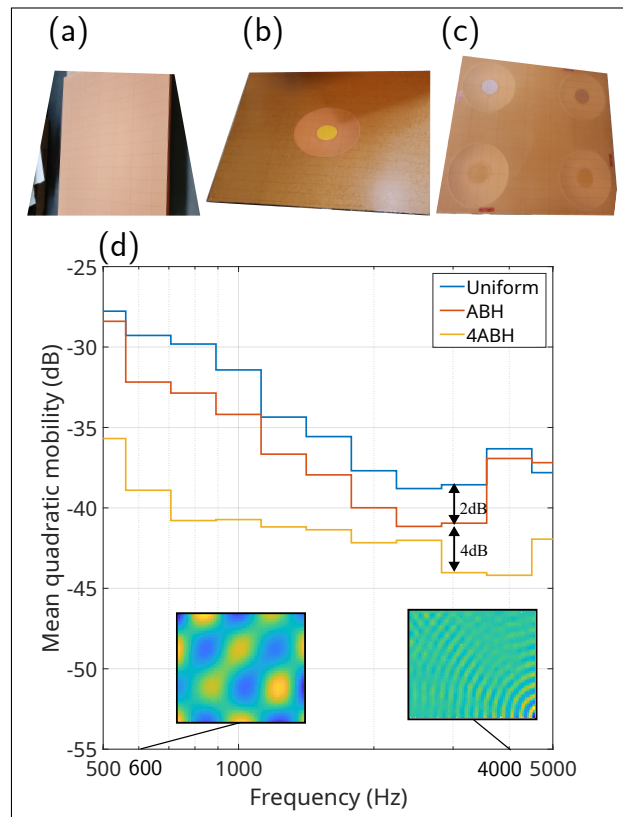 (a)
(b)
(c)
(d)
Mean quadratic mobility (dB)
-25
-30
-35
-40
-45
-50
-55
Uniform
ABH
4ABH
2dB
4dB
500 600 1000 4000 5000
Frequency (Hz)